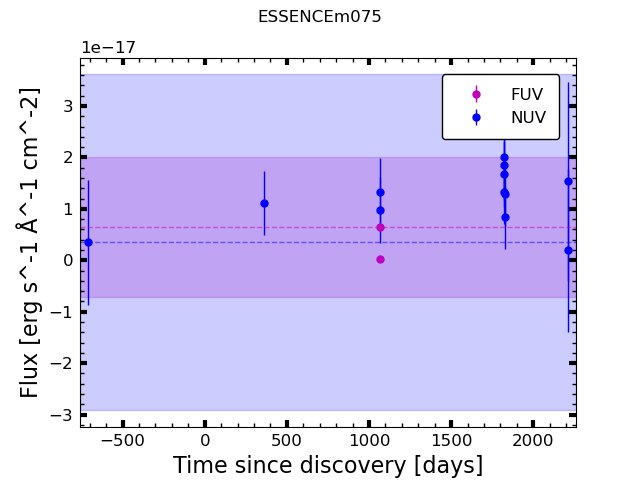 ESSENCEm075
1e−17
FUV
NUV
3
2
1
0
−1
−2
−3
Flux [erg s^-1 Å^-1 cm^-2]
−500 0 500 1000 1500 2000
Time since discovery [days]